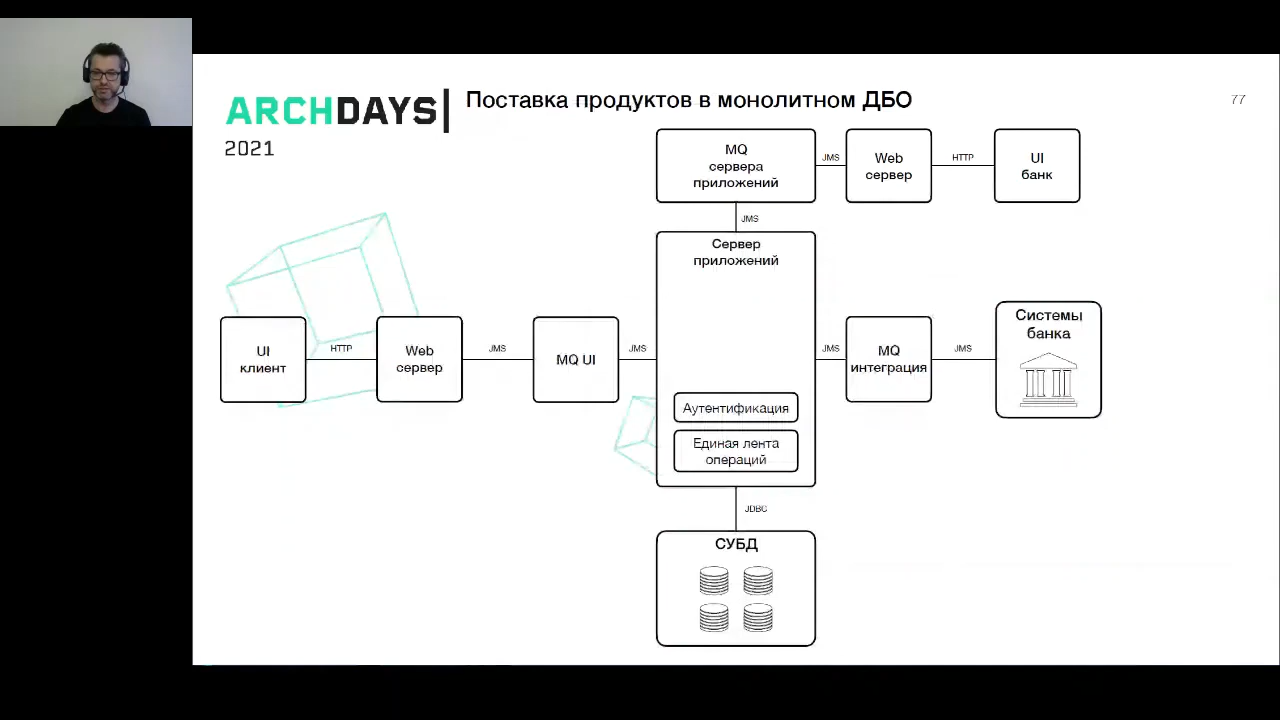 ARCHDAYS
2021
Поставка продуктов в монолитном ДБО
77
MQ
сервера
приложений
JMS
Web
сервер
HTTP
UI
банк
JMS
Сервер
приложений
UI
клиент
HTTP
Web
сервер
JMS
MQ UI
JMS
JMS
MQ
интеграция
JMS
Системы
банка
Аутентификация
Единая лента
операций
JDBC
СУБД